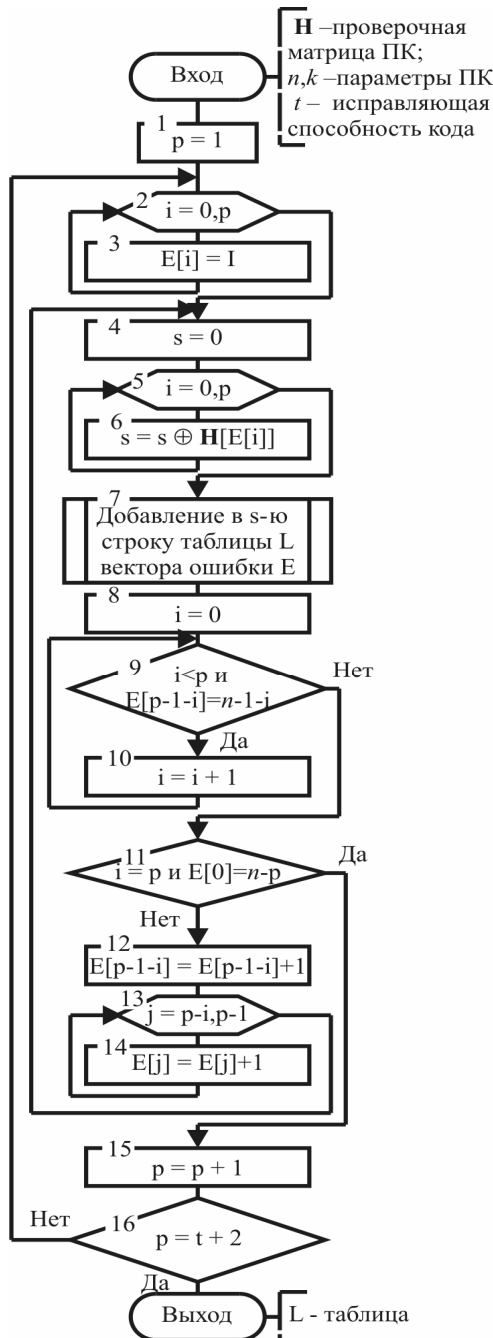 Вход
H –проверочная
матрица ПК;
n,k –параметры ПК
t – исправляющая
способность кода
1
p = 1
2
i = 0,p
3
E[i] = I
4
s = 0
5
i = 0,p
6
s = s ⊕ H[E[i]]
7
Добавление в s-ю
строку таблицы L
вектора ошибки E
8
i = 0
9
i<p и
E[p-1-i]=n-1-i
Нет
Да
10
i = i + 1
11
i = p и E[0]=n-p
Да
Нет
12
E[p-1-i] = E[p-1-i]+1
13
j = p-i,p-1
14
E[j] = E[j]+1
15
p = p + 1
16
Нет
p = t + 2
Да
Выход
L - таблица